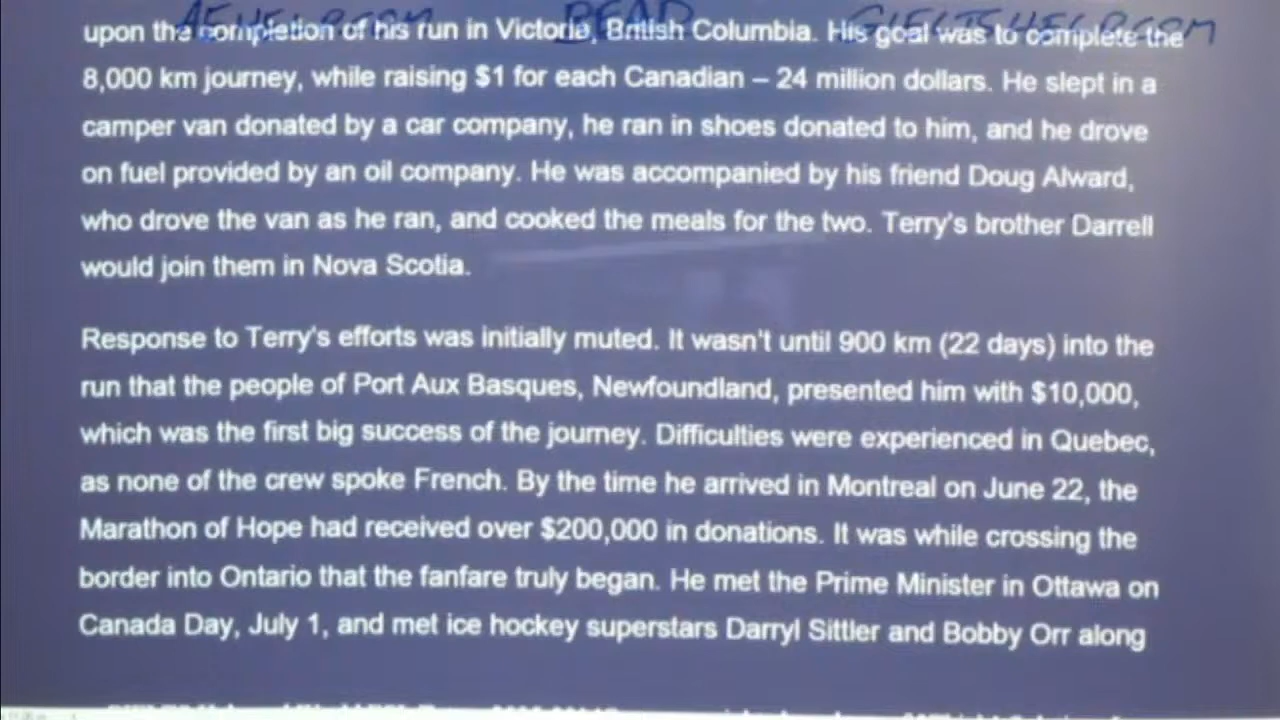 AEHELP.COM READ GIELTSHELP.COM
upon the completion of his run in Victoria, British Columbia. His goal was to complete the
8,000 km journey, while raising $1 for each Canadian – 24 million dollars. He slept in a
camper van donated by a car company, he ran in shoes donated to him, and he drove
on fuel provided by an oil company. He was accompanied by his friend Doug Alward,
who drove the van as he ran, and cooked the meals for the two. Terry's brother Darrell
would join them in Nova Scotia.
Response to Terry's efforts was initially muted. It wasn't until 900 km (22 days) into the
run that the people of Port Aux Basques, Newfoundland, presented him with $10,000,
which was the first big success of the journey. Difficulties were experienced in Quebec,
as none of the crew spoke French. By the time he arrived in Montreal on June 22, the
Marathon of Hope had received over $200,000 in donations. It was while crossing the
border into Ontario that the fanfare truly began. He met the Prime Minister in Ottawa on
Canada Day, July 1, and met ice hockey superstars Darryl Sittler and Bobby Orr along